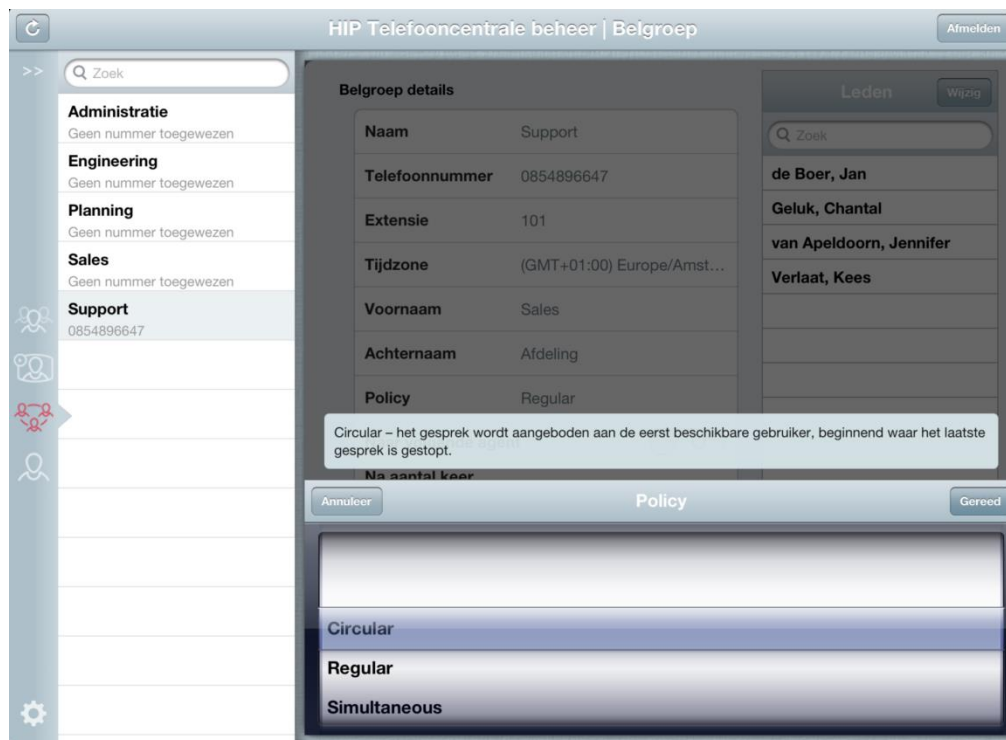 HIP Telefooncentrale beheer | Belgroep
Afmelden
>>
Zoek
Administratie
Geen nummer toegewezen
Engineering
Geen nummer toegewezen
Planning
Geen nummer toegewezen
Sales
Geen nummer toegewezen
Support
0854896647
Belgroep details
Naam Support
Telefoonnummer 0854896647
Extensie 101
Tijdzone (GMT+01:00) Europe/Amst...
Voornaam Sales
Achternaam Afdeling
Policy Regular
Leden
Wijzig
Zoek
de Boer, Jan
Geluk, Chantal
van Apeldoorn, Jennifer
Verlaat, Kees
Circular – het gesprek wordt aangeboden aan de eerst beschikbare gebruiker, beginnend waar het laatste
gesprek is gestopt.
Na aantal keer
Annuleer
Policy
Gereed
Circular
Regular
Simultaneous